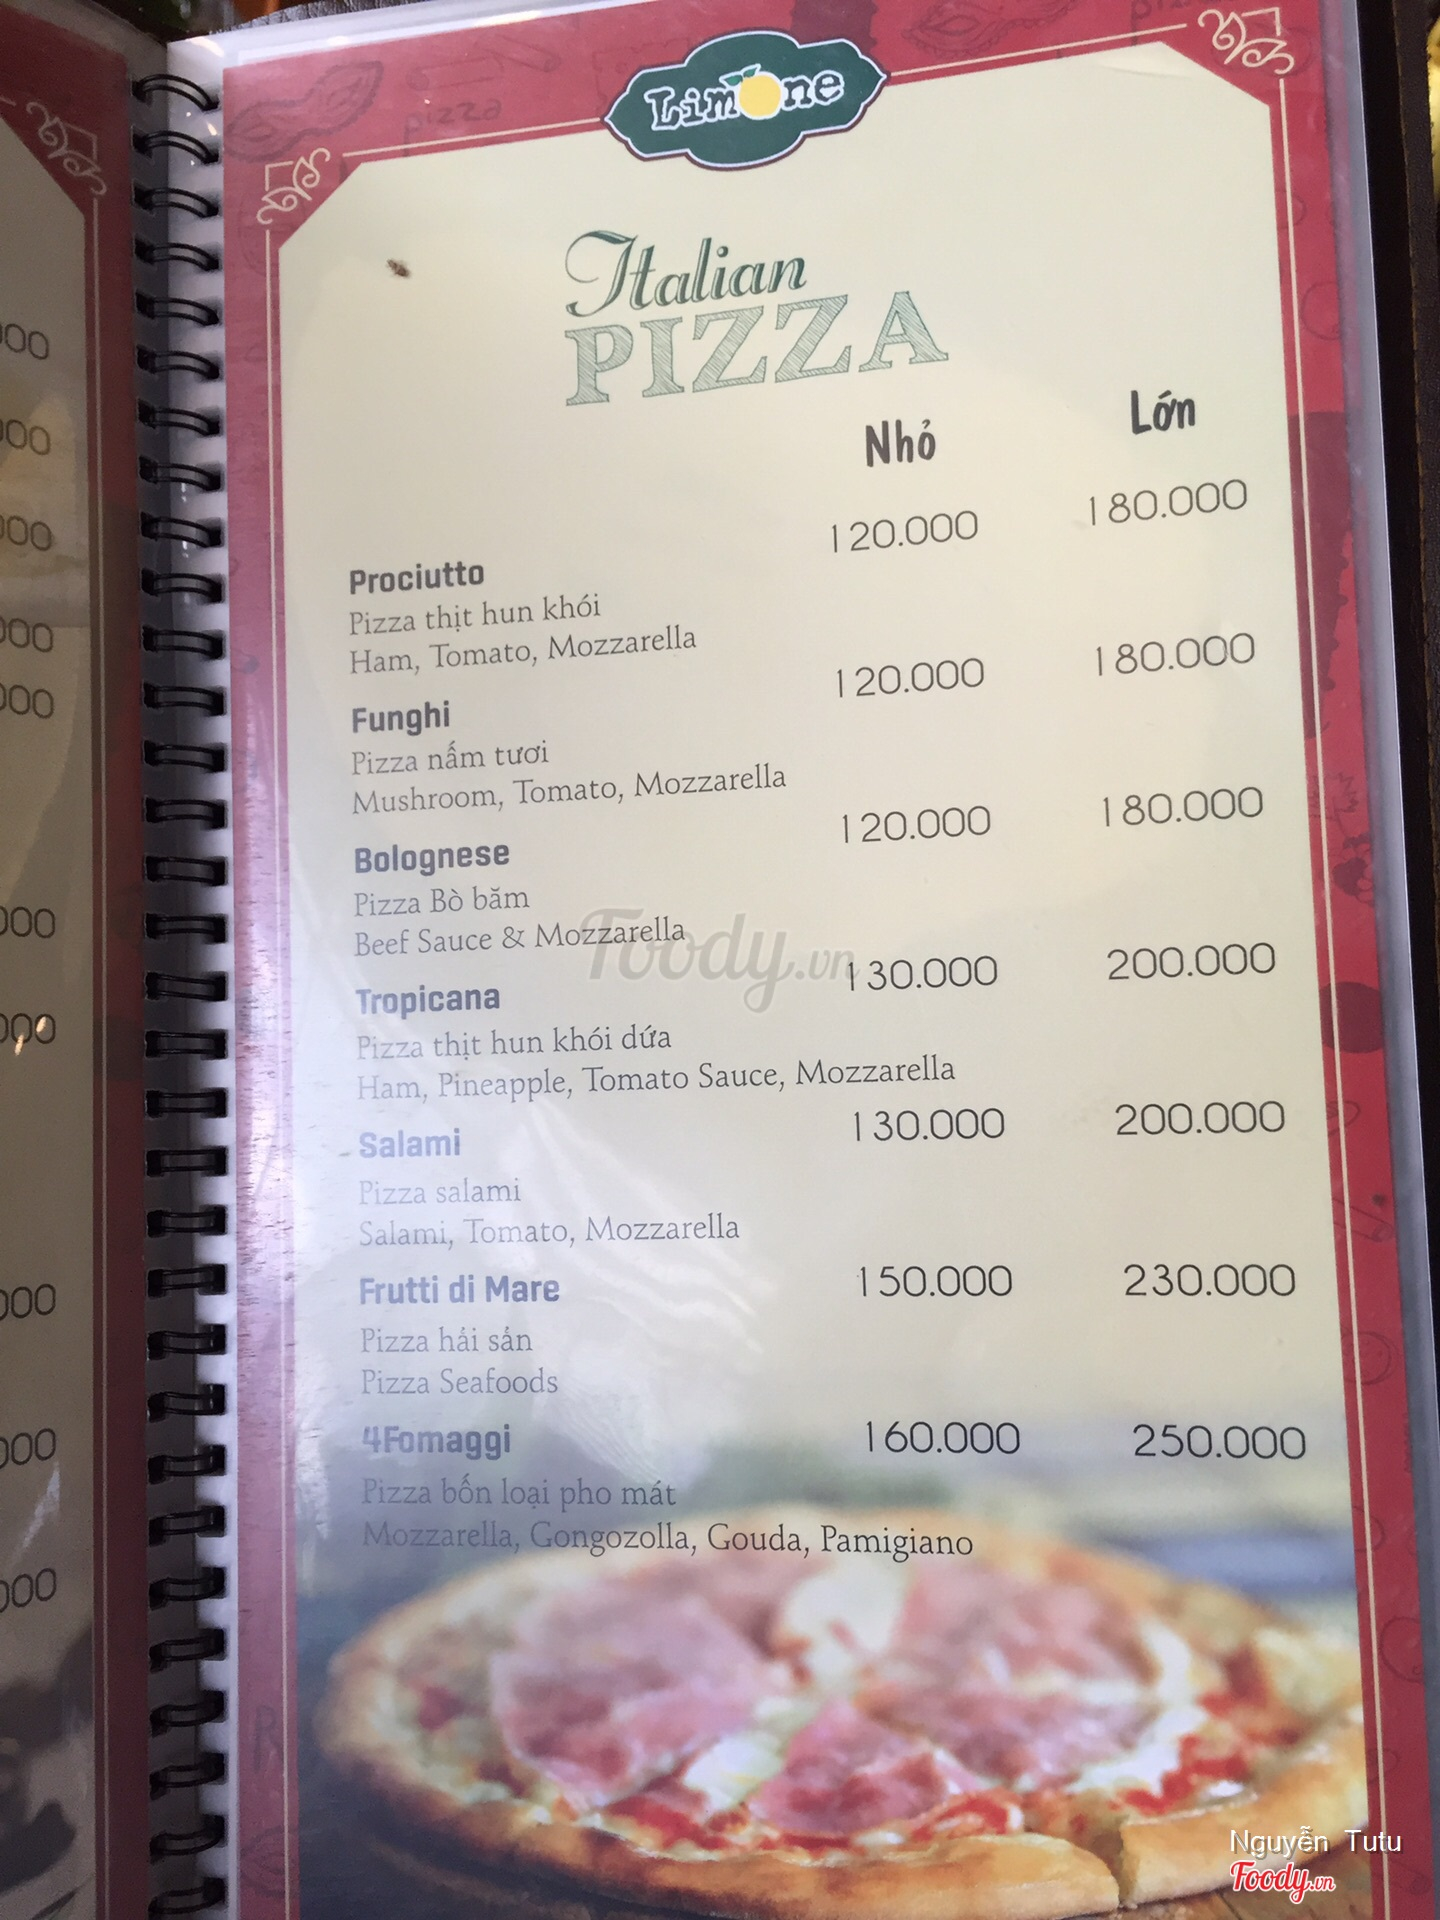 Limone
Italian
PIZZA
Nhỏ Lớn
Prociutto 120.000 180.000
Pizza thịt hun khói
Ham, Tomato, Mozzarella
Funghi 120.000 180.000
Pizza nấm tươi
Mushroom, Tomato, Mozzarella
Bolognese 120.000 180.000
Pizza Bò băm
Beef Sauce & Mozzarella
Foody.vn
Tropicana 130.000 200.000
Pizza thịt hun khói dứa
Ham, Pineapple, Tomato Sauce, Mozzarella
Salami 130.000 200.000
Pizza salami
Salami, Tomato, Mozzarella
Frutti di Mare 150.000 230.000
Pizza hải sản
Pizza Seafoods
4Fomaggi 160.000 250.000
Pizza bốn loại pho mát
Mozzarella, Gongozolla, Gouda, Pamigiano
Nguyễn Tutu
Foody.vn